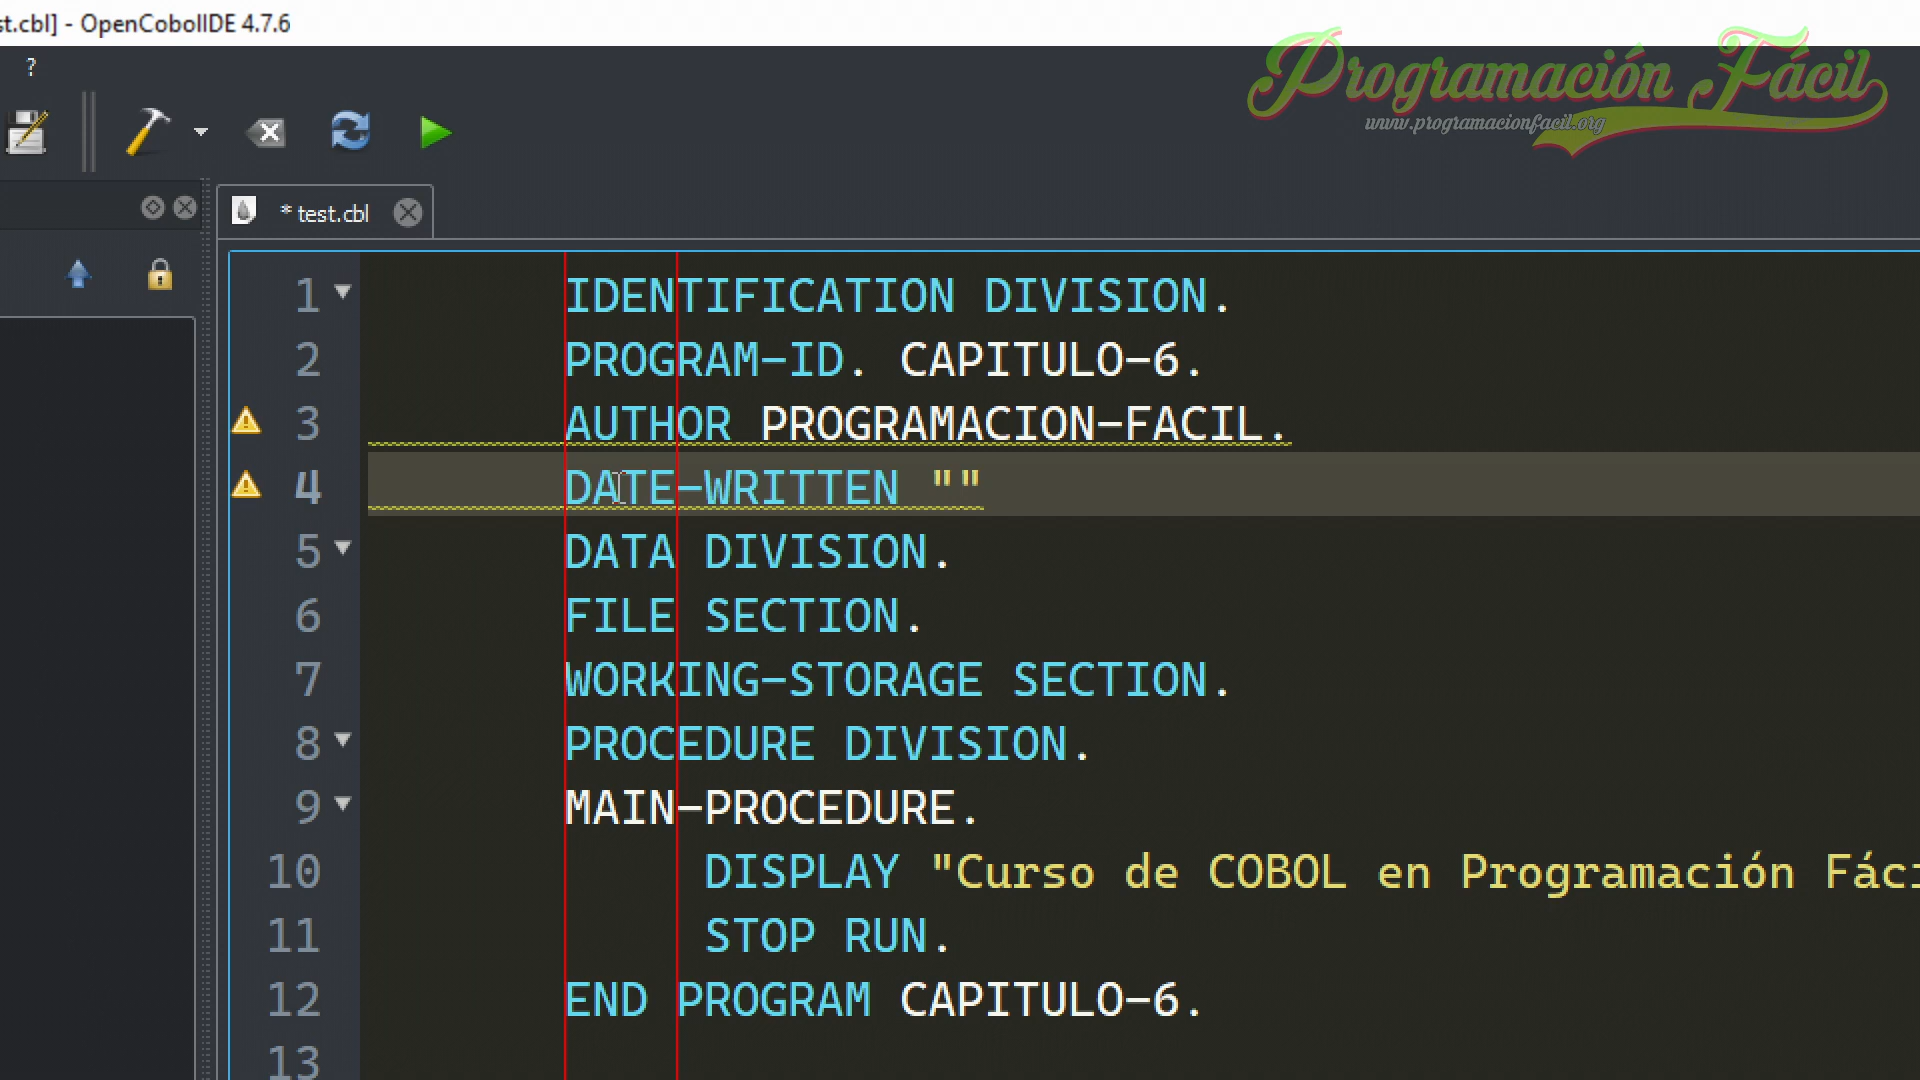 st.cbl] - OpenCobolIDE 4.7.6
Programación Fácil
www.programacionfacil.org
?
* test.cbl
1 IDENTIFICATION DIVISION.
2 PROGRAM-ID. CAPITULO-6.
3 AUTHOR PROGRAMACION-FACIL.
4 DATE-WRITTEN ""
5 DATA DIVISION.
6 FILE SECTION.
7 WORKING-STORAGE SECTION.
8 PROCEDURE DIVISION.
9 MAIN-PROCEDURE.
10 DISPLAY "Curso de COBOL en Programación Fáci
11 STOP RUN.
12 END PROGRAM CAPITULO-6.
13